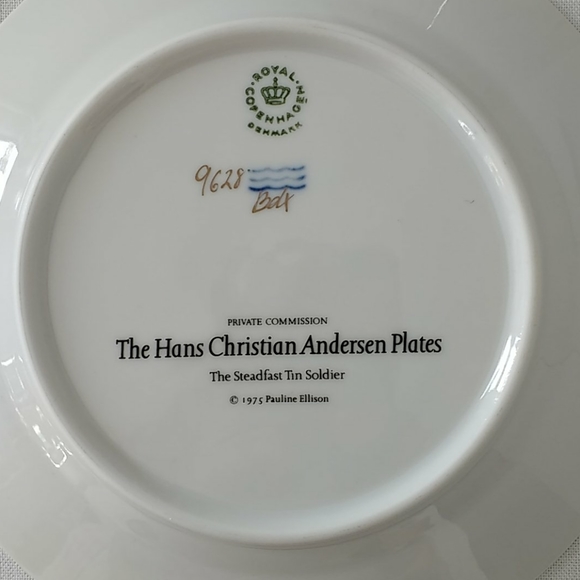 ROYAL COPENHAGEN
DENMARK
9628
PRIVATE COMMISSION
The Hans Christian Andersen Plates
The Steadfast Tin Soldier
© 1975 Pauline Ellison